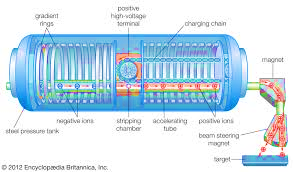 gradient
rings
positive
high-voltage
terminal
charging chain
magnet
steel pressure tank
negative ions
stripping
chamber
accelerating
tube
positive ions
beam steering
magnet
target
© 2012 Encyclopædia Britannica, Inc.